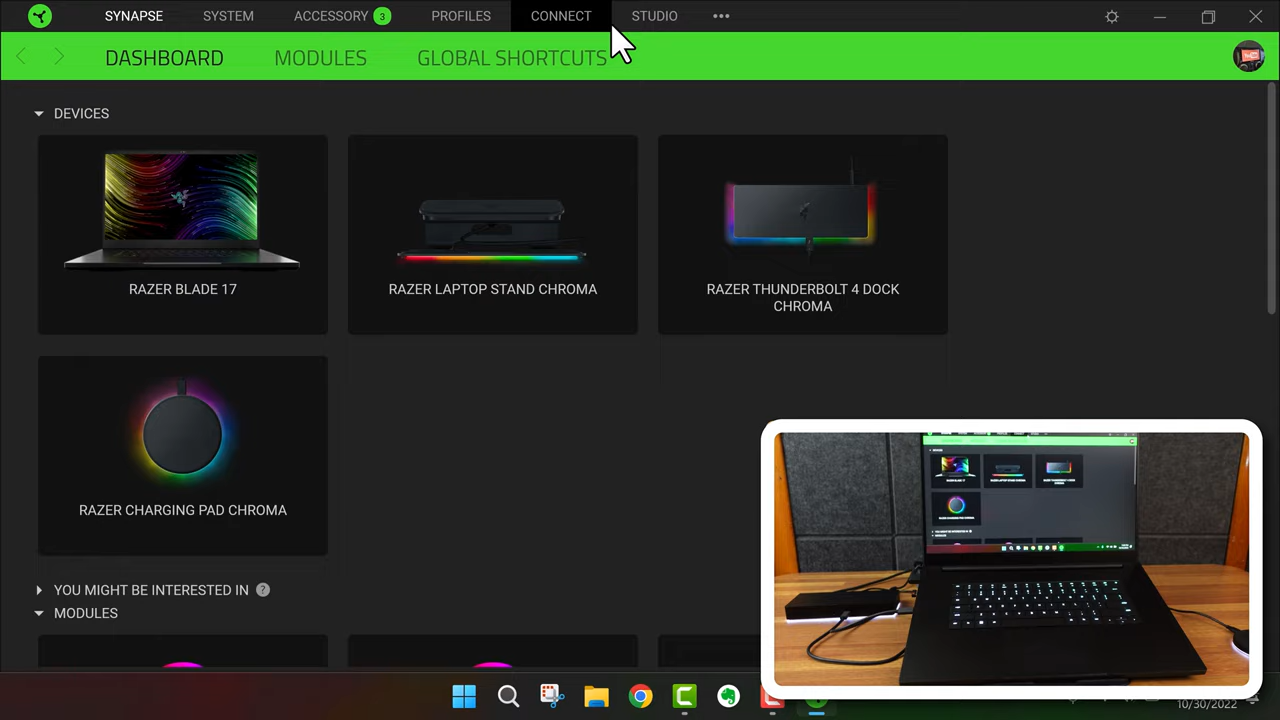 SYNAPSE SYSTEM ACCESSORY 3 PROFILES CONNECT STUDIO
DASHBOARD MODULES GLOBAL SHORTCUTS
DEVICES
RAZER BLADE 17
RAZER LAPTOP STAND CHROMA
RAZER THUNDERBOLT 4 DOCK
CHROMA
RAZER CHARGING PAD CHROMA
YOU MIGHT BE INTERESTED IN ?
MODULES
10/30/2022